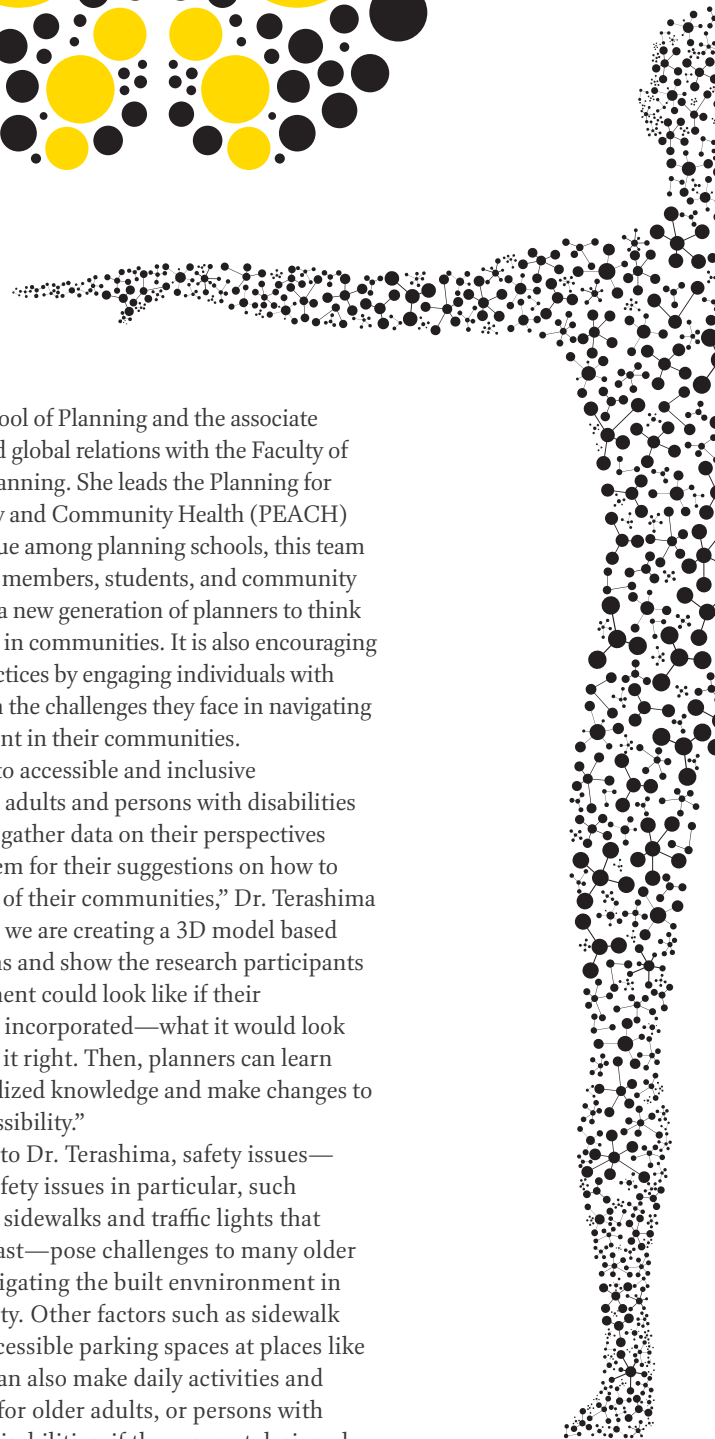 ool of Planning and the associate
d global relations with the Faculty of
anning. She leads the Planning for
y and Community Health (PEACH)
ue among planning schools, this team
members, students, and community
a new generation of planners to think
in communities. It is also encouraging
ctices by engaging individuals with
n the challenges they face in navigating
nt in their communities.
to accessible and inclusive
adults and persons with disabilities
gather data on their perspectives
em for their suggestions on how to
of their communities,” Dr. Terashima
we are creating a 3D model based
ns and show the research participants
ment could look like if their
incorporated—what it would look
it right. Then, planners can learn
lized knowledge and make changes to
ssibility.”
to Dr. Terashima, safety issues—
fety issues in particular, such
sidewalks and traffic lights that
ast—pose challenges to many older
igating the built envnironment in
ty. Other factors such as sidewalk
cessible parking spaces at places like
an also make daily activities and
for older adults, or persons with